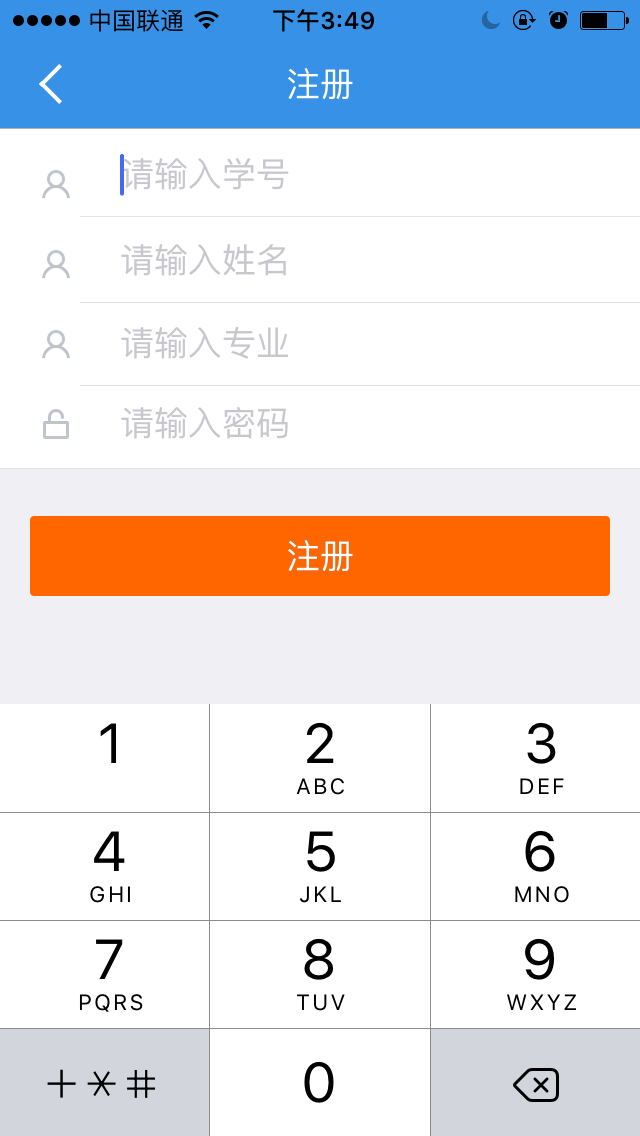 中国联通 下午3:49
注册
请输入学号
请输入姓名
请输入专业
请输入密码
注册
1 2 3
ABC DEF
4 5 6
GHI JKL MNO
7 8 9
PQRS TUV WXYZ
+*# 0